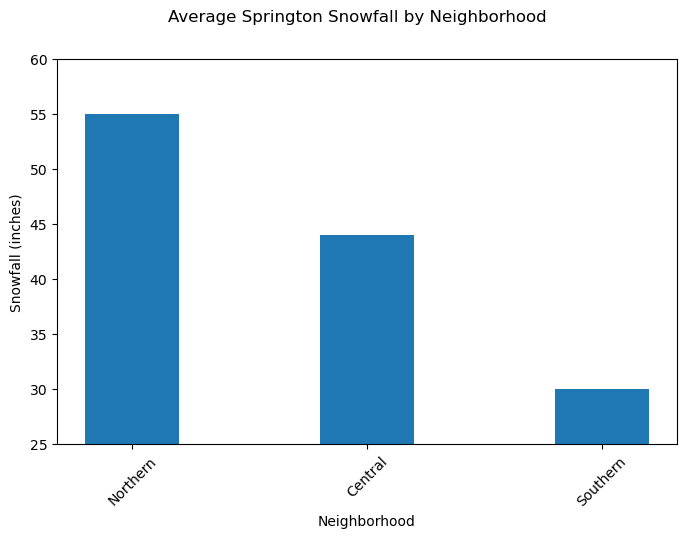 Average Springton Snowfall by Neighborhood
60
55
50
45
40
35
30
25
Snowfall (inches)
Northern
Central
Southern
Neighborhood